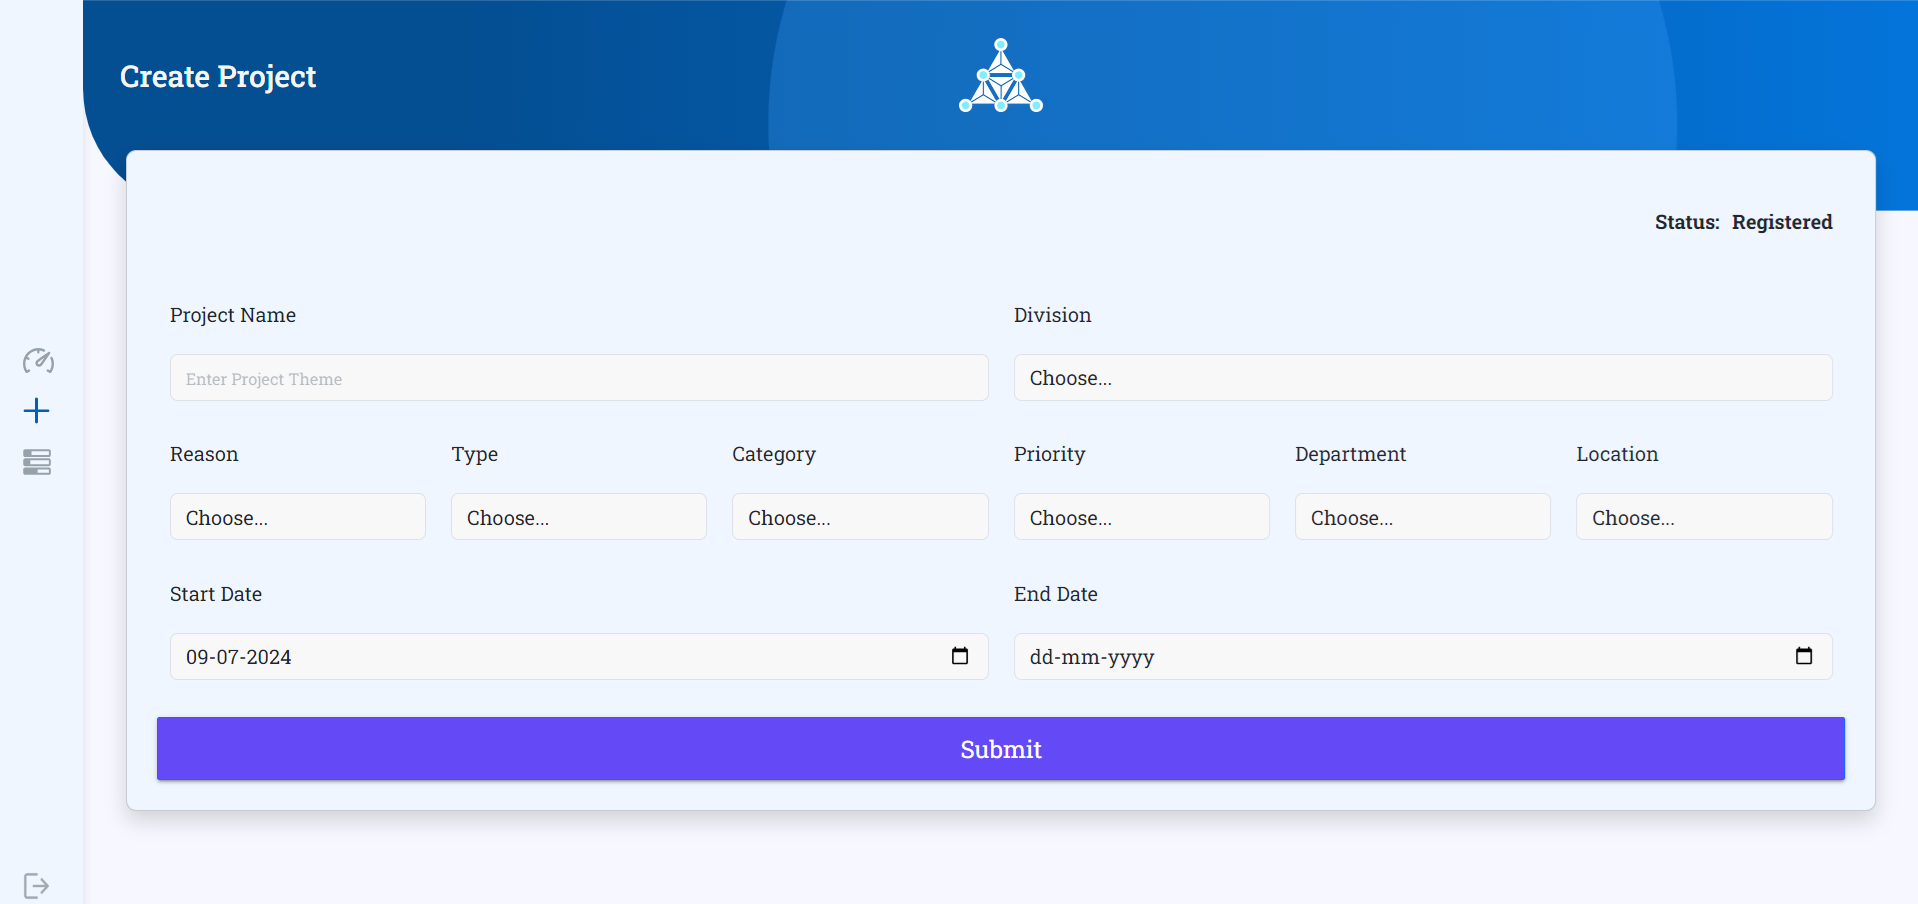 Create Project
Status: Registered
Project Name Division
Enter Project Theme Choose...
Reason Type Category Priority Department Location
Choose... Choose... Choose... Choose... Choose... Choose...
Start Date End Date
09-07-2024 dd-mm-yyyy
Submit